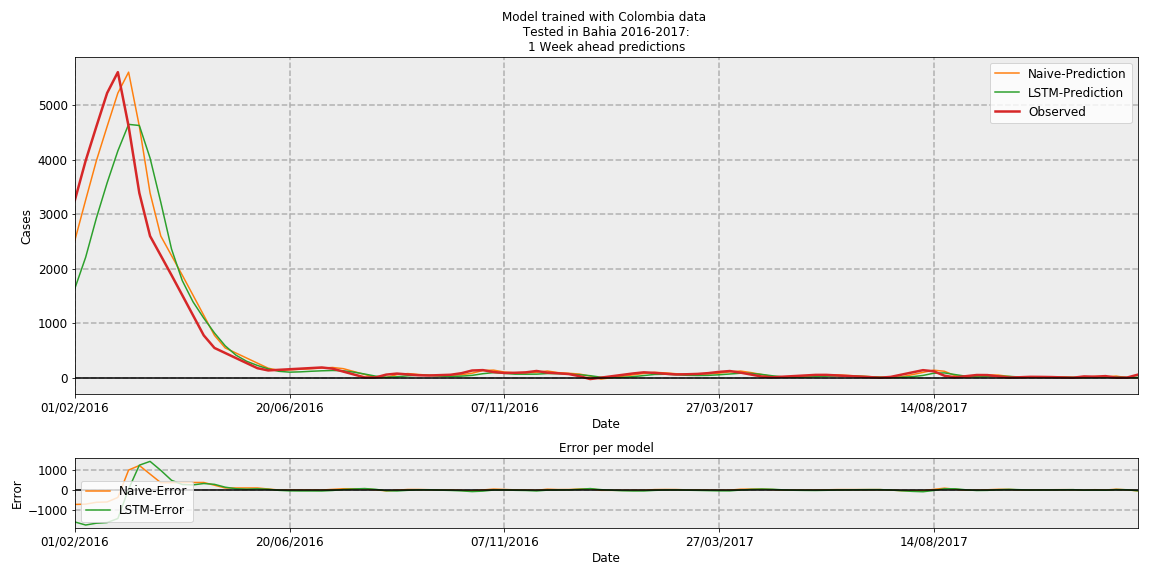 Model trained with Colombia data
Tested in Bahia 2016-2017:
1 Week ahead predictions
Naive-Prediction
LSTM-Prediction
Observed
Cases
5000
4000
3000
2000
1000
0
01/02/2016 20/06/2016 07/11/2016 27/03/2017 14/08/2017
Date
Error per model
Error
1000
0
−1000
Naive-Error
LSTM-Error
01/02/2016 20/06/2016 07/11/2016 27/03/2017 14/08/2017
Date